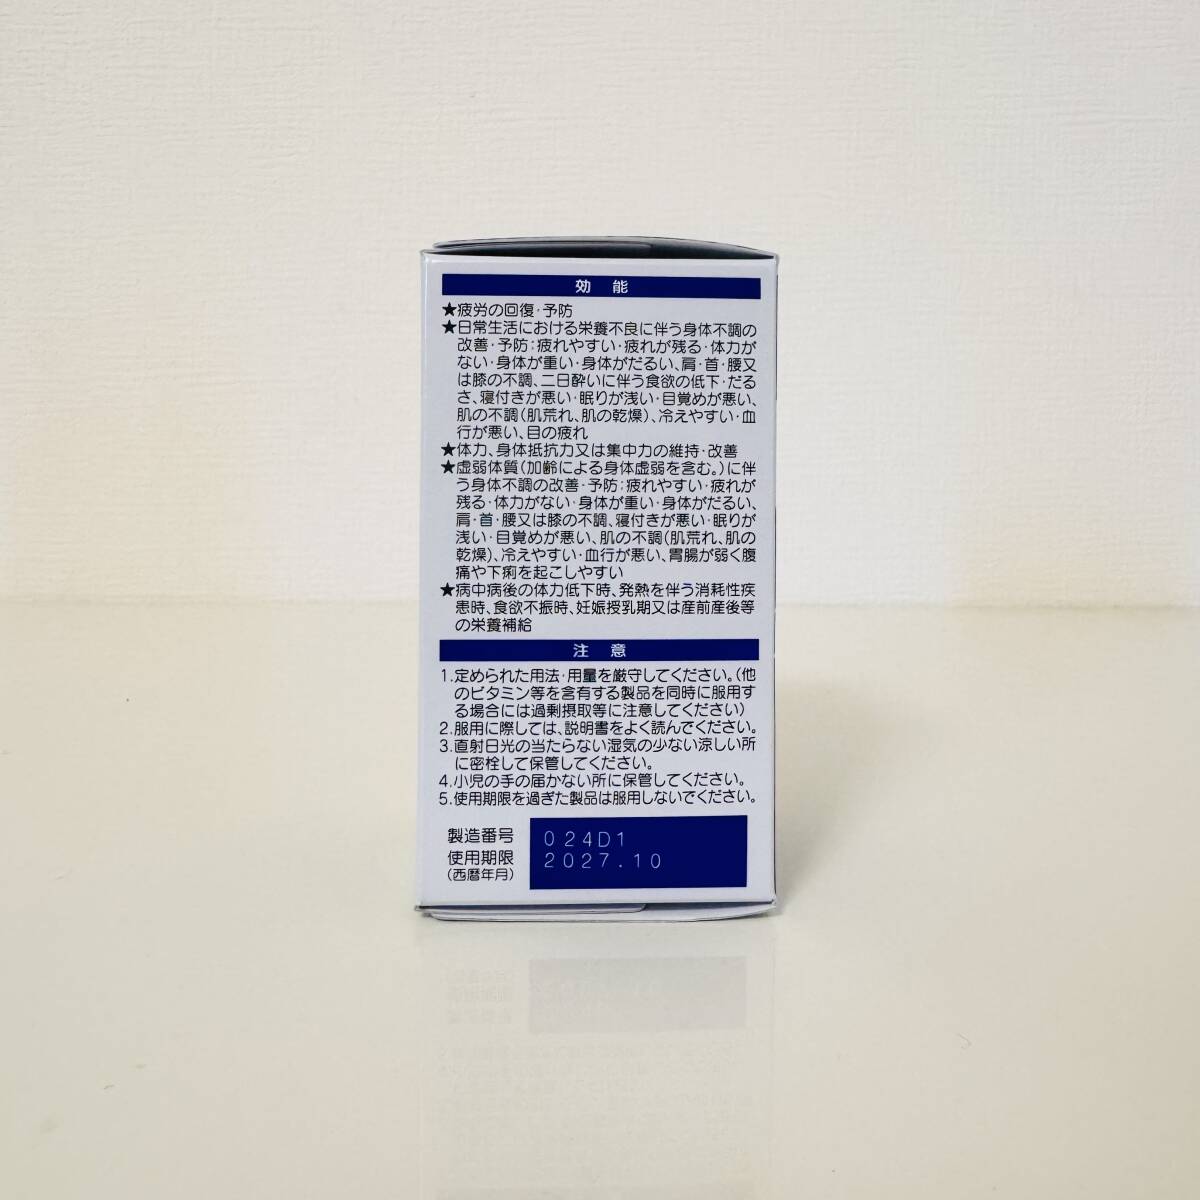 効能
★疲労の回復・予防
★日常生活における栄養不良に伴う身体不調の
改善・予防:疲れやすい・疲れが残る・体力が
ない・身体が重い・身体がだるい、肩・首・腰又
は膝の不調、二日酔いに伴う食欲の低下・だる
さ、寝付きが悪い・眠りが浅い・目覚めが悪い、
肌の不調(肌荒れ、肌の乾燥)、冷えやすい・血
行が悪い、目の疲れ
★体力、身体抵抗力又は集中力の維持・改善
★虚弱体質(加齢による身体虚弱を含む。)に伴
う身体不調の改善・予防:疲れやすい・疲れが
残る・体力がない・身体が重い・身体がだるい、
肩・首・腰又は膝の不調、寝付きが悪い・眠りが
浅い・目覚めが悪い、肌の不調(肌荒れ、肌の
乾燥)、冷えやすい・血行が悪い、胃腸が弱く腹
痛や下痢を起こしやすい
★病中病後の体力低下時、発熱を伴う消耗性疾
患時、食欲不振時、妊娠授乳期又は産前産後等
の栄養補給
注意
1.定められた用法・用量を厳守してください。(他
のビタミン等を含有する製品を同時に服用す
る場合には過剰摂取等に注意してください)
2.服用に際しては、説明書をよく読んでください。
3.直射日光の当たらない湿気の少ない涼しい所
に密栓して保管してください。
4.小児の手の届かない所に保管してください。
5.使用期限を過ぎた製品は服用しないでください。
製造番号 024D1
使用期限 2027.10
(西暦年月)